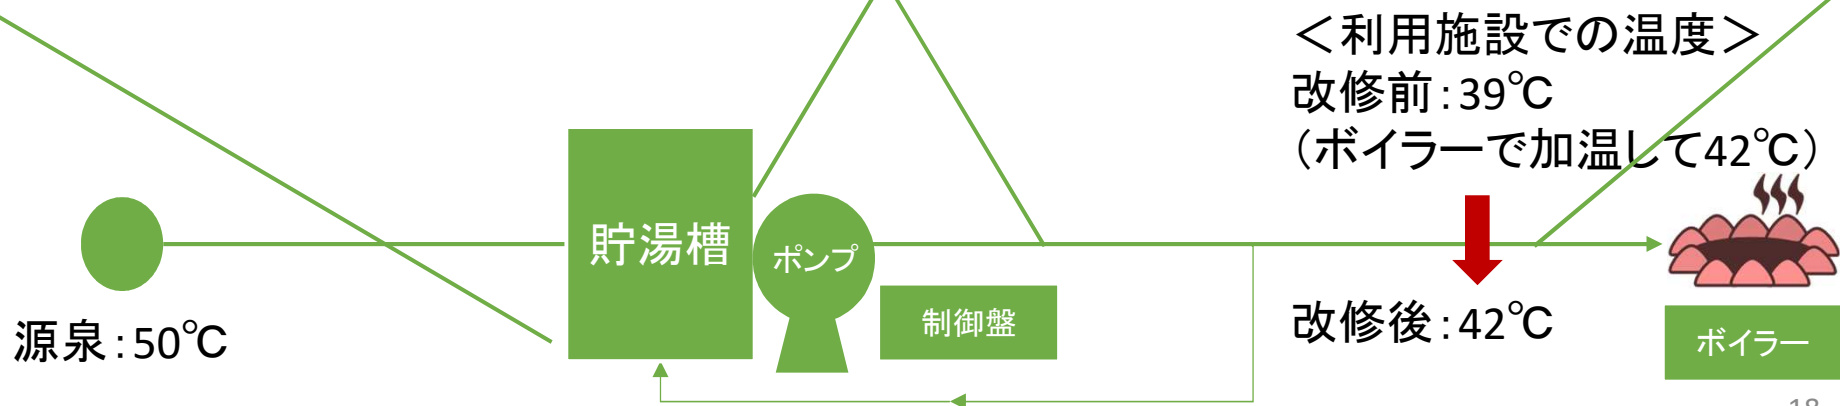 ＜利用施設での温度＞
改修前：39℃
（ボイラーで加温して42℃）
貯湯槽
ポンプ
制御盤
源泉：50℃
改修後：42℃
ボイラー
18